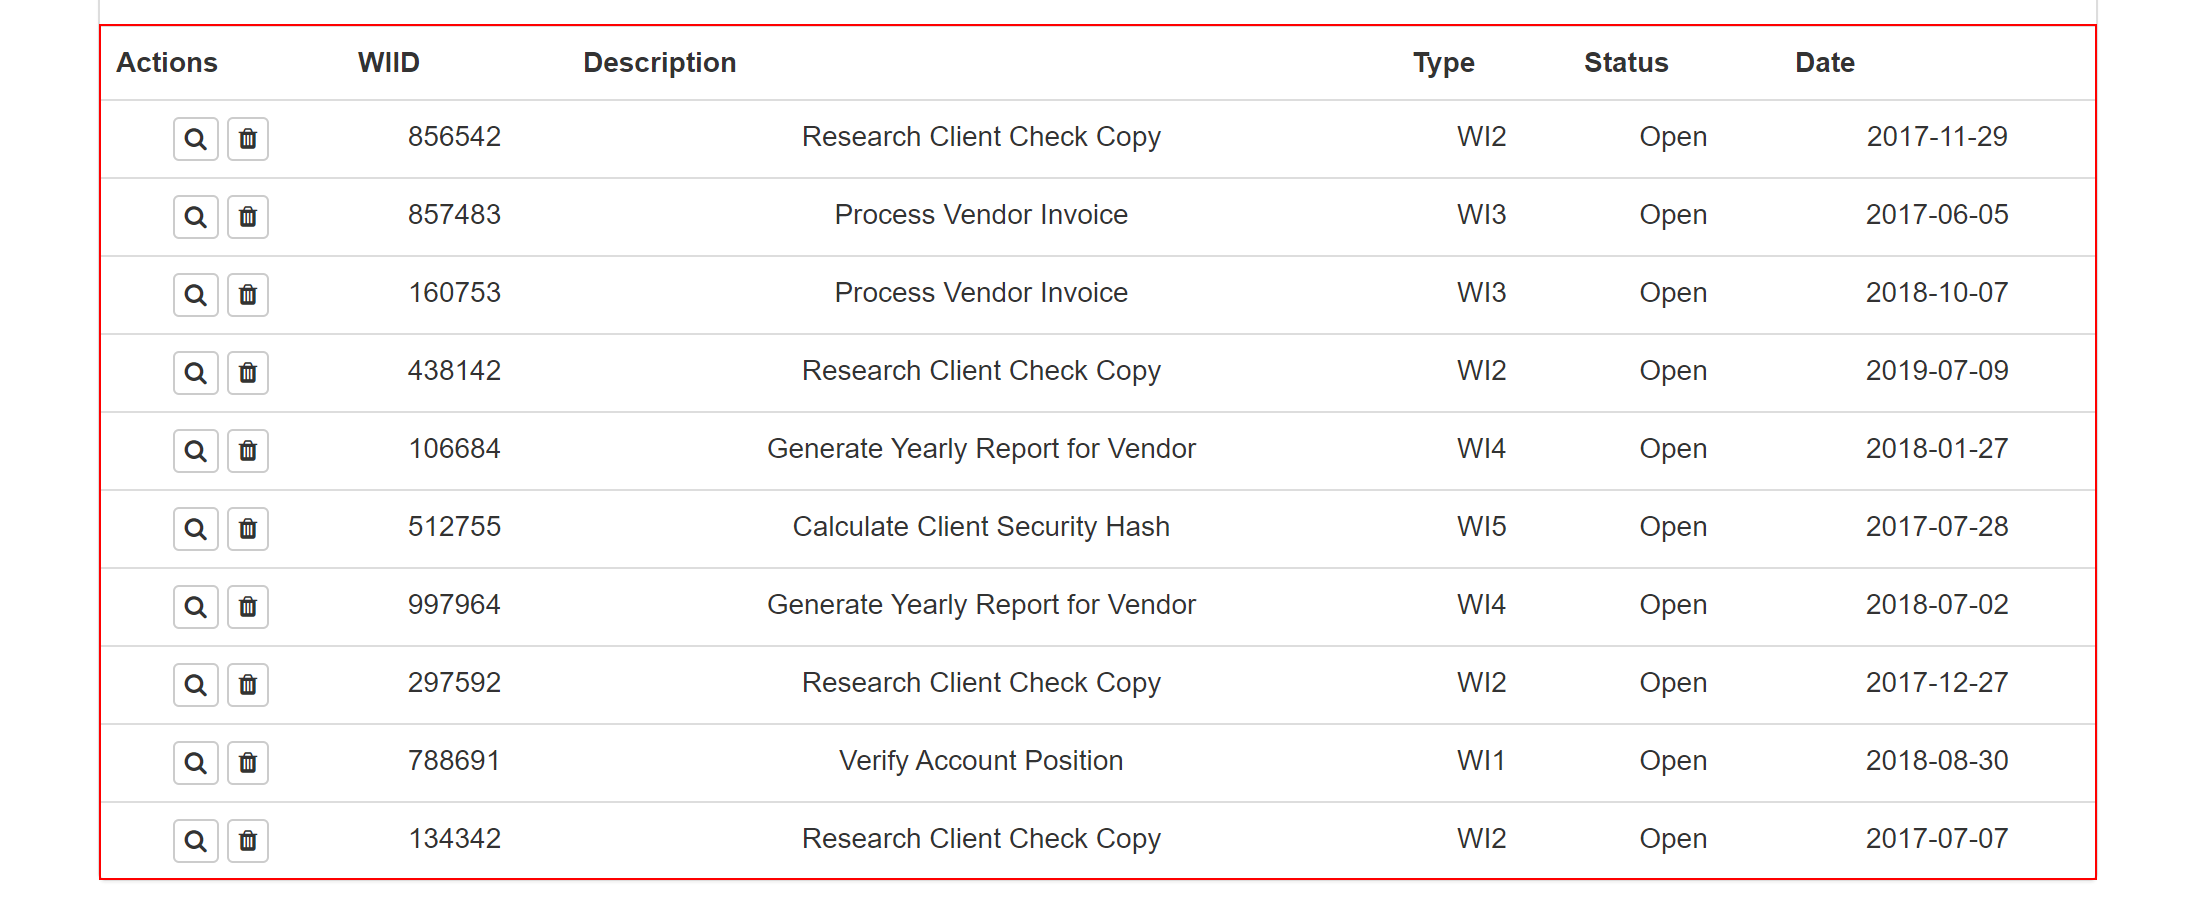 Actions WIID Description Type Status Date
856542 Research Client Check Copy WI2 Open 2017-11-29
857483 Process Vendor Invoice WI3 Open 2017-06-05
160753 Process Vendor Invoice WI3 Open 2018-10-07
438142 Research Client Check Copy WI2 Open 2019-07-09
106684 Generate Yearly Report for Vendor WI4 Open 2018-01-27
512755 Calculate Client Security Hash WI5 Open 2017-07-28
997964 Generate Yearly Report for Vendor WI4 Open 2018-07-02
297592 Research Client Check Copy WI2 Open 2017-12-27
788691 Verify Account Position WI1 Open 2018-08-30
134342 Research Client Check Copy WI2 Open 2017-07-07